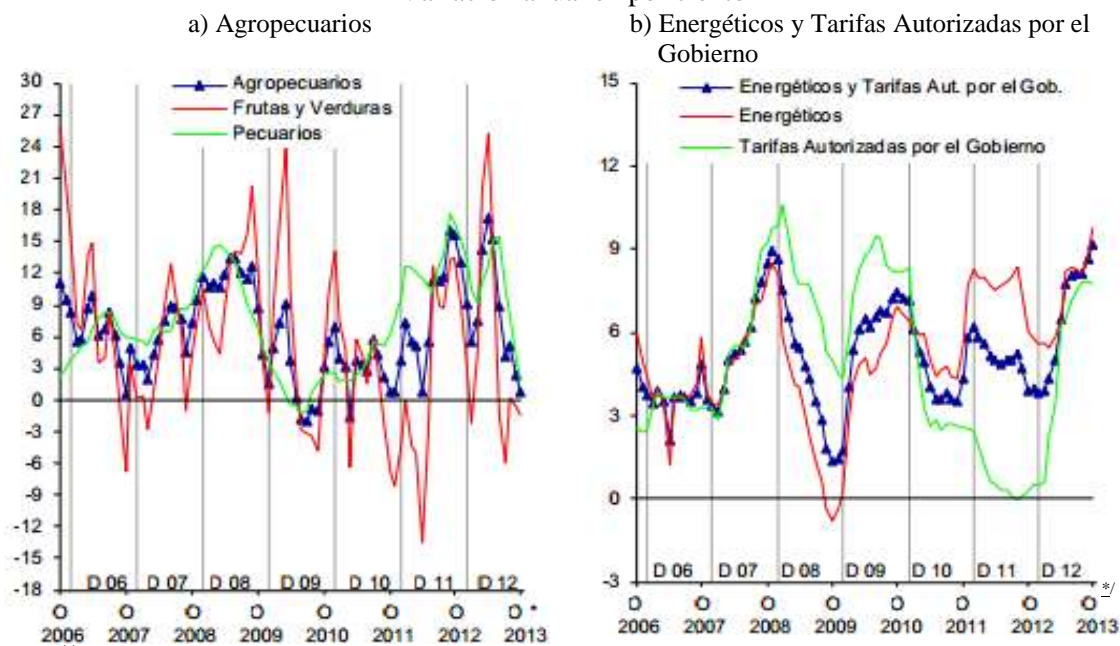 a) Agropecuarios
30
27
24
21
18
15
12
9
6
3
0
-3
-6
-9
-12
-15
-18
Agropecuarios
Frutas y Verduras
Pecuarios
D 06 D 07 D 08 D 09 D 10 D 11 D 12
O O O O O O O O *
2006 2007 2008 2009 2010 2011 2012 2013
b) Energéticos y Tarifas Autorizadas por el
Gobierno
15
12
9
6
3
0
-3
Energéticos y Tarifas Aut. por el Gob.
Energéticos
Tarifas Autorizadas por el Gobierno
D 06 D 07 D 08 D 09 D 10 D 11 D 12
O O O O O O O O */
2006 2007 2008 2009 2010 2011 2012 2013